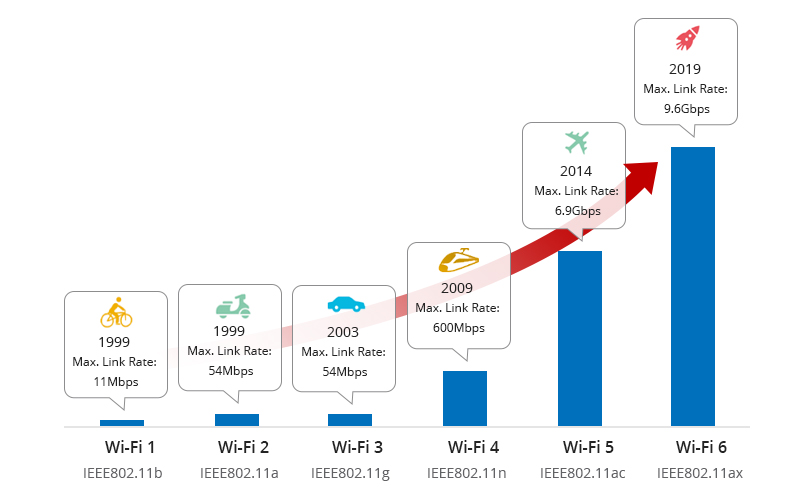 1999
Max. Link Rate:
11Mbps
1999
Max. Link Rate:
54Mbps
2003
Max. Link Rate:
54Mbps
2009
Max. Link Rate:
600Mbps
2014
Max. Link Rate:
6.9Gbps
2019
Max. Link Rate:
9.6Gbps
Wi-Fi 1
IEEE802.11b
Wi-Fi 2
IEEE802.11a
Wi-Fi 3
IEEE802.11g
Wi-Fi 4
IEEE802.11n
Wi-Fi 5
IEEE802.11ac
Wi-Fi 6
IEEE802.11ax